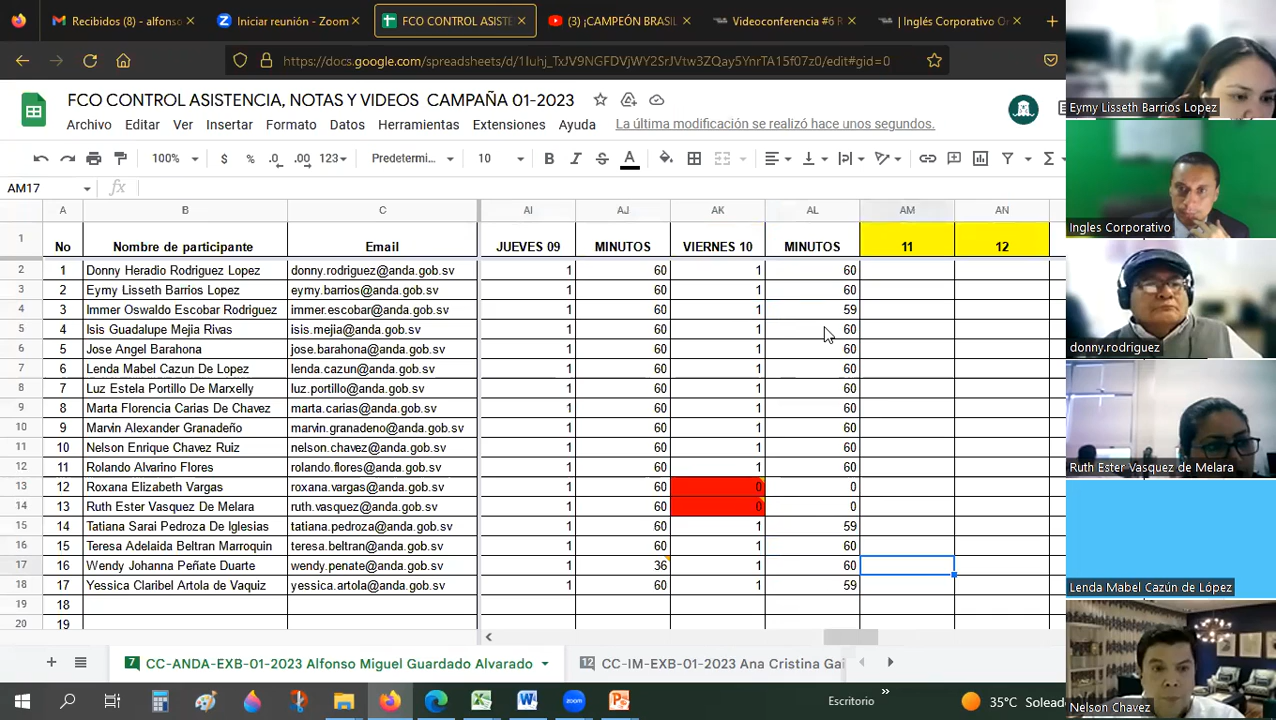 Recibidos (8) - alfonso
Iniciar reunión - Zoom
FCO CONTROL ASISTE
(3) ¡CAMPEÓN BRASIL
Videoconferencia #6 R
| Inglés Corporativo On
https://docs.google.com/spreadsheets/d/1Iuhj_TxJV9NGFDVjWY2SrJVtw3ZQay5YnrTA15f07z0/edit#gid=0
FCO CONTROL ASISTENCIA, NOTAS Y VIDEOS CAMPAÑA 01-2023
Archivo Editar Ver Insertar Formato Datos Herramientas Extensiones Ayuda La última modificación se realizó hace unos segundos.
100% $ % .0 .00 123 Predetermi... 10 B I S A
AM17 fx
A B C AI AJ AK AL AM AN
1 No Nombre de participante Email JUEVES 09 MINUTOS VIERNES 10 MINUTOS 11 12
2 1 Donny Heradio Rodriguez Lopez donny.rodriguez@anda.gob.sv 1 60 1 60
3 2 Eymy Lisseth Barrios Lopez eymy.barrios@anda.gob.sv 1 60 1 60
4 3 Immer Oswaldo Escobar Rodriguez immer.escobar@anda.gob.sv 1 60 1 59
5 4 Isis Guadalupe Mejia Rivas isis.mejia@anda.gob.sv 1 60 1 60
6 5 Jose Angel Barahona jose.barahona@anda.gob.sv 1 60 1 60
7 6 Lenda Mabel Cazun De Lopez lenda.cazun@anda.gob.sv 1 60 1 60
8 7 Luz Estela Portillo De Marxelly luz.portillo@anda.gob.sv 1 60 1 60
9 8 Marta Florencia Carias De Chavez marta.carias@anda.gob.sv 1 60 1 60
10 9 Marvin Alexander Granadeño marvin.granadeno@anda.gob.sv 1 60 1 60
11 10 Nelson Enrique Chavez Ruiz nelson.chavez@anda.gob.sv 1 60 1 60
12 11 Rolando Alvarino Flores rolando.flores@anda.gob.sv 1 60 1 60
13 12 Roxana Elizabeth Vargas roxana.vargas@anda.gob.sv 1 60 0 0
14 13 Ruth Ester Vasquez De Melara ruth.vasquez@anda.gob.sv 1 60 0 0
15 14 Tatiana Sarai Pedroza De Iglesias tatiana.pedroza@anda.gob.sv 1 60 1 59
16 15 Teresa Adelaida Beltran Marroquin teresa.beltran@anda.gob.sv 1 60 1 60
17 16 Wendy Johanna Peñate Duarte wendy.penate@anda.gob.sv 1 36 1 60
18 17 Yessica Claribel Artola de Vaquiz yessica.artola@anda.gob.sv 1 60 1 59
19 18
20 19
7 CC-ANDA-EXB-01-2023 Alfonso Miguel Guardado Alvarado
12 CC-IM-EXB-01-2023 Ana Cristina Gai
Escritorio
35°C Soleado
Eymy Lisseth Barrios Lopez
Ingles Corporativo
donny.rodriguez
Ruth Ester Vasquez de Melara
Lenda Mabel Cazún de López
Nelson Chavez